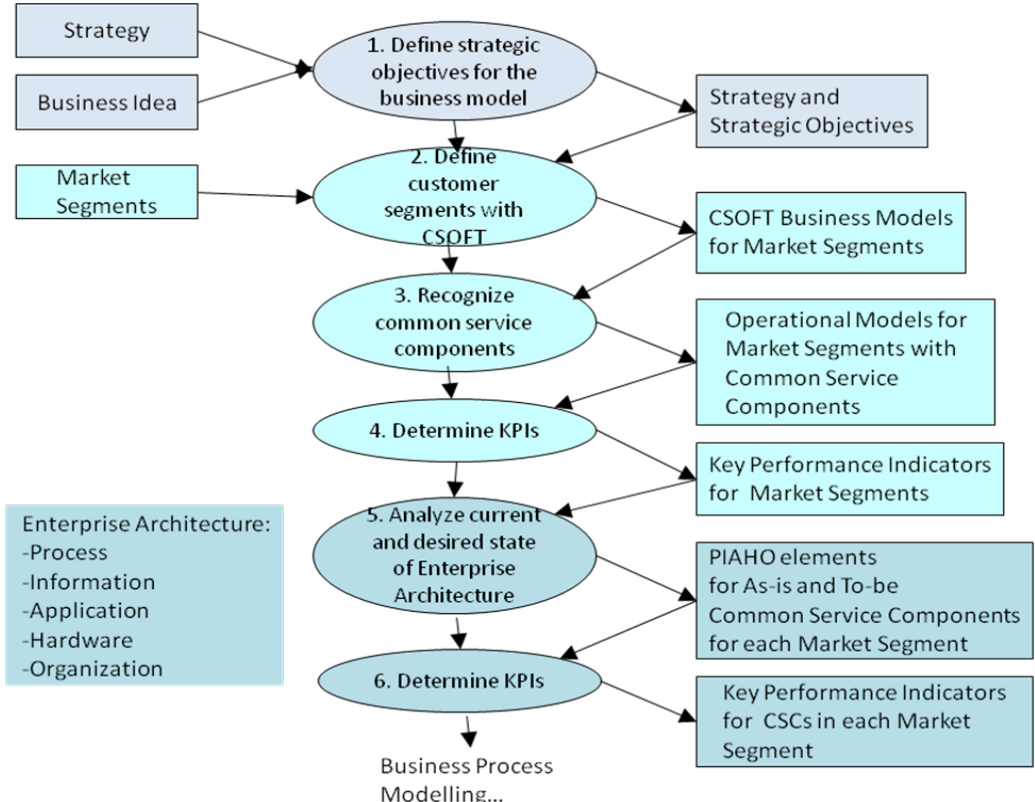 Strategy
Business Idea
1. Define strategic
objectives for the
business model
Strategy and
Strategic Objectives
Market
Segments
2. Define
customer
segments with
CSOFT
CSOFT Business Models
for Market Segments
3. Recognize
common service
components
Operational Models for
Market Segments with
Common Service
Components
4. Determine KPIs
Key Performance Indicators
for Market Segments
Enterprise Architecture:
-Process
-Information
-Application
-Hardware
-Organization
5. Analyze current
and desired state
of Enterprise
Architecture
PIAHO elements
for As-is and To-be
Common Service Components
for each Market Segment
6. Determine KPIs
Key Performance Indicators
for CSCs in each Market
Segment
Business Process
Modelling...